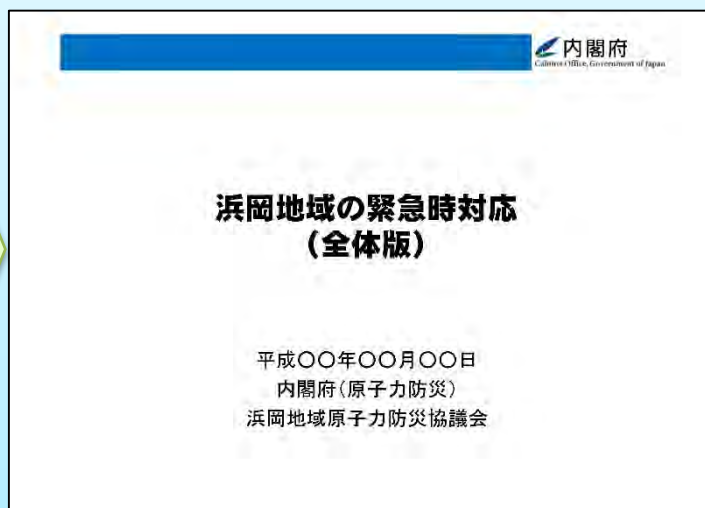 内閣府
Cabinet Office, Government of Japan
浜岡地域の緊急時対応
（全体版）
平成〇〇年〇〇月〇〇日
内閣府（原子力防災）
浜岡地域原子力防災協議会